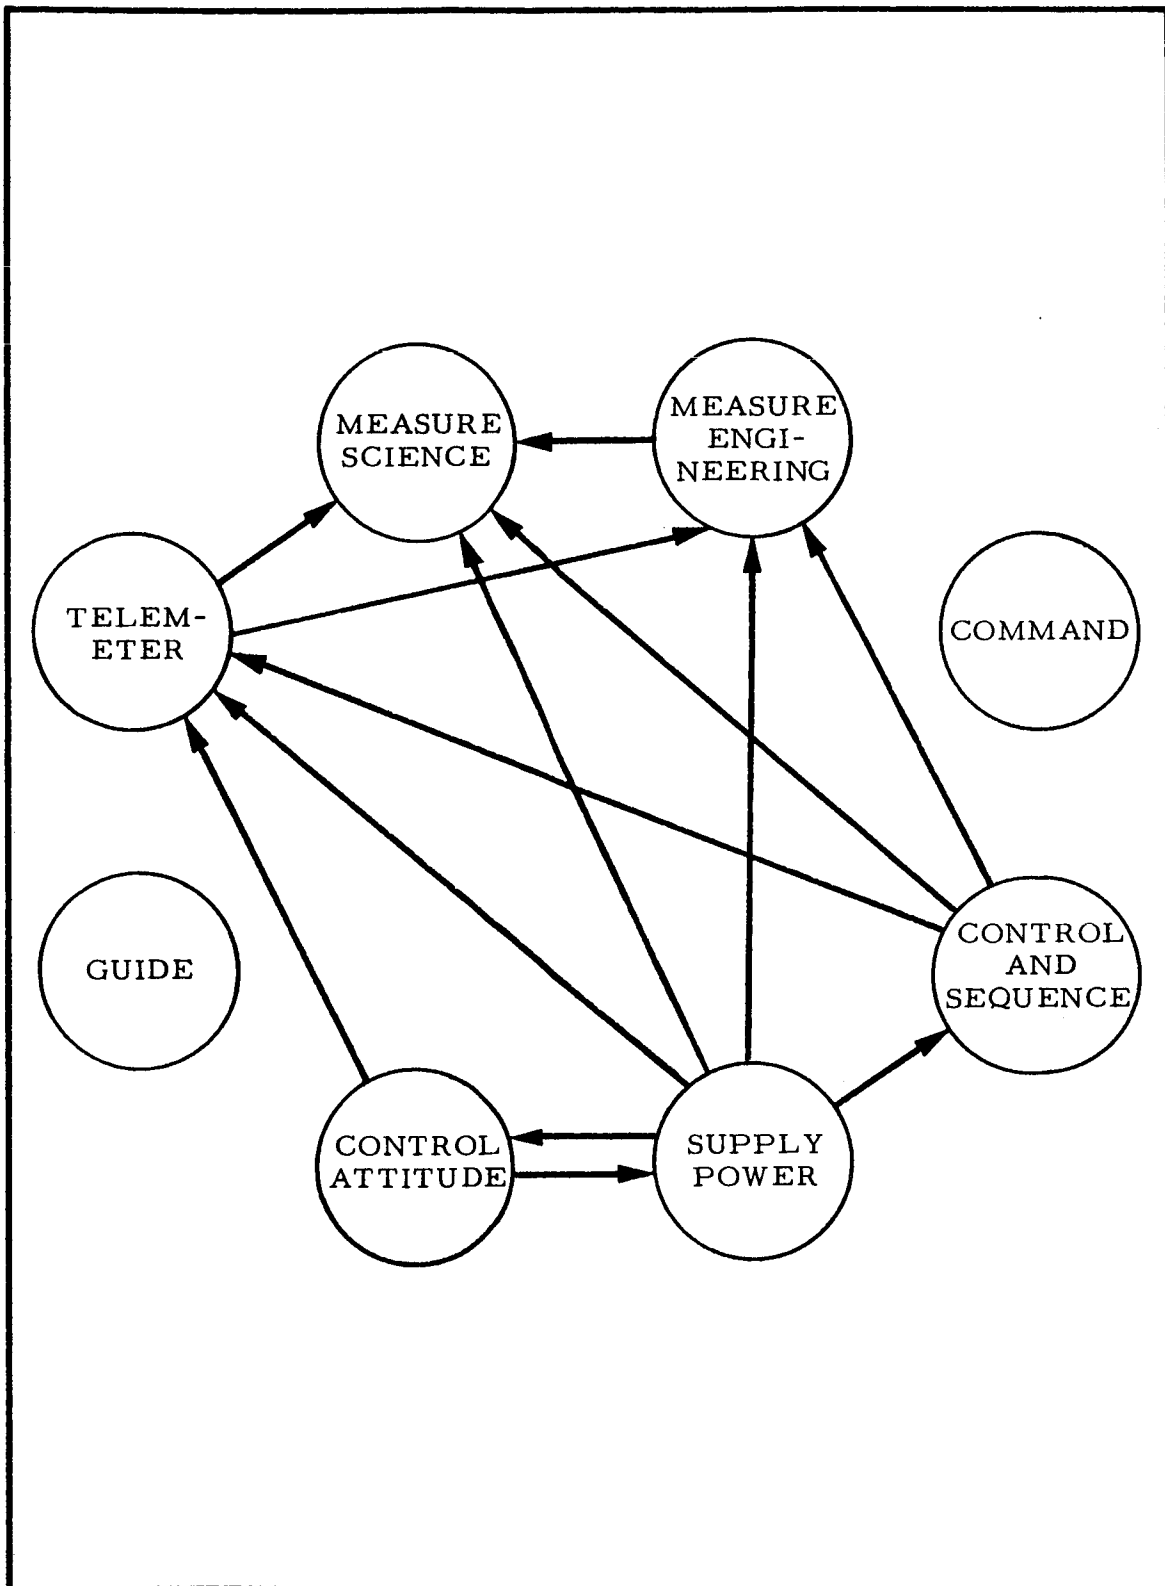 MEASURE
SCIENCE
MEASURE
ENGI-
NEERING
TELEM-
ETER
COMMAND
GUIDE
CONTROL
AND
SEQUENCE
CONTROL
ATTITUDE
SUPPLY
POWER